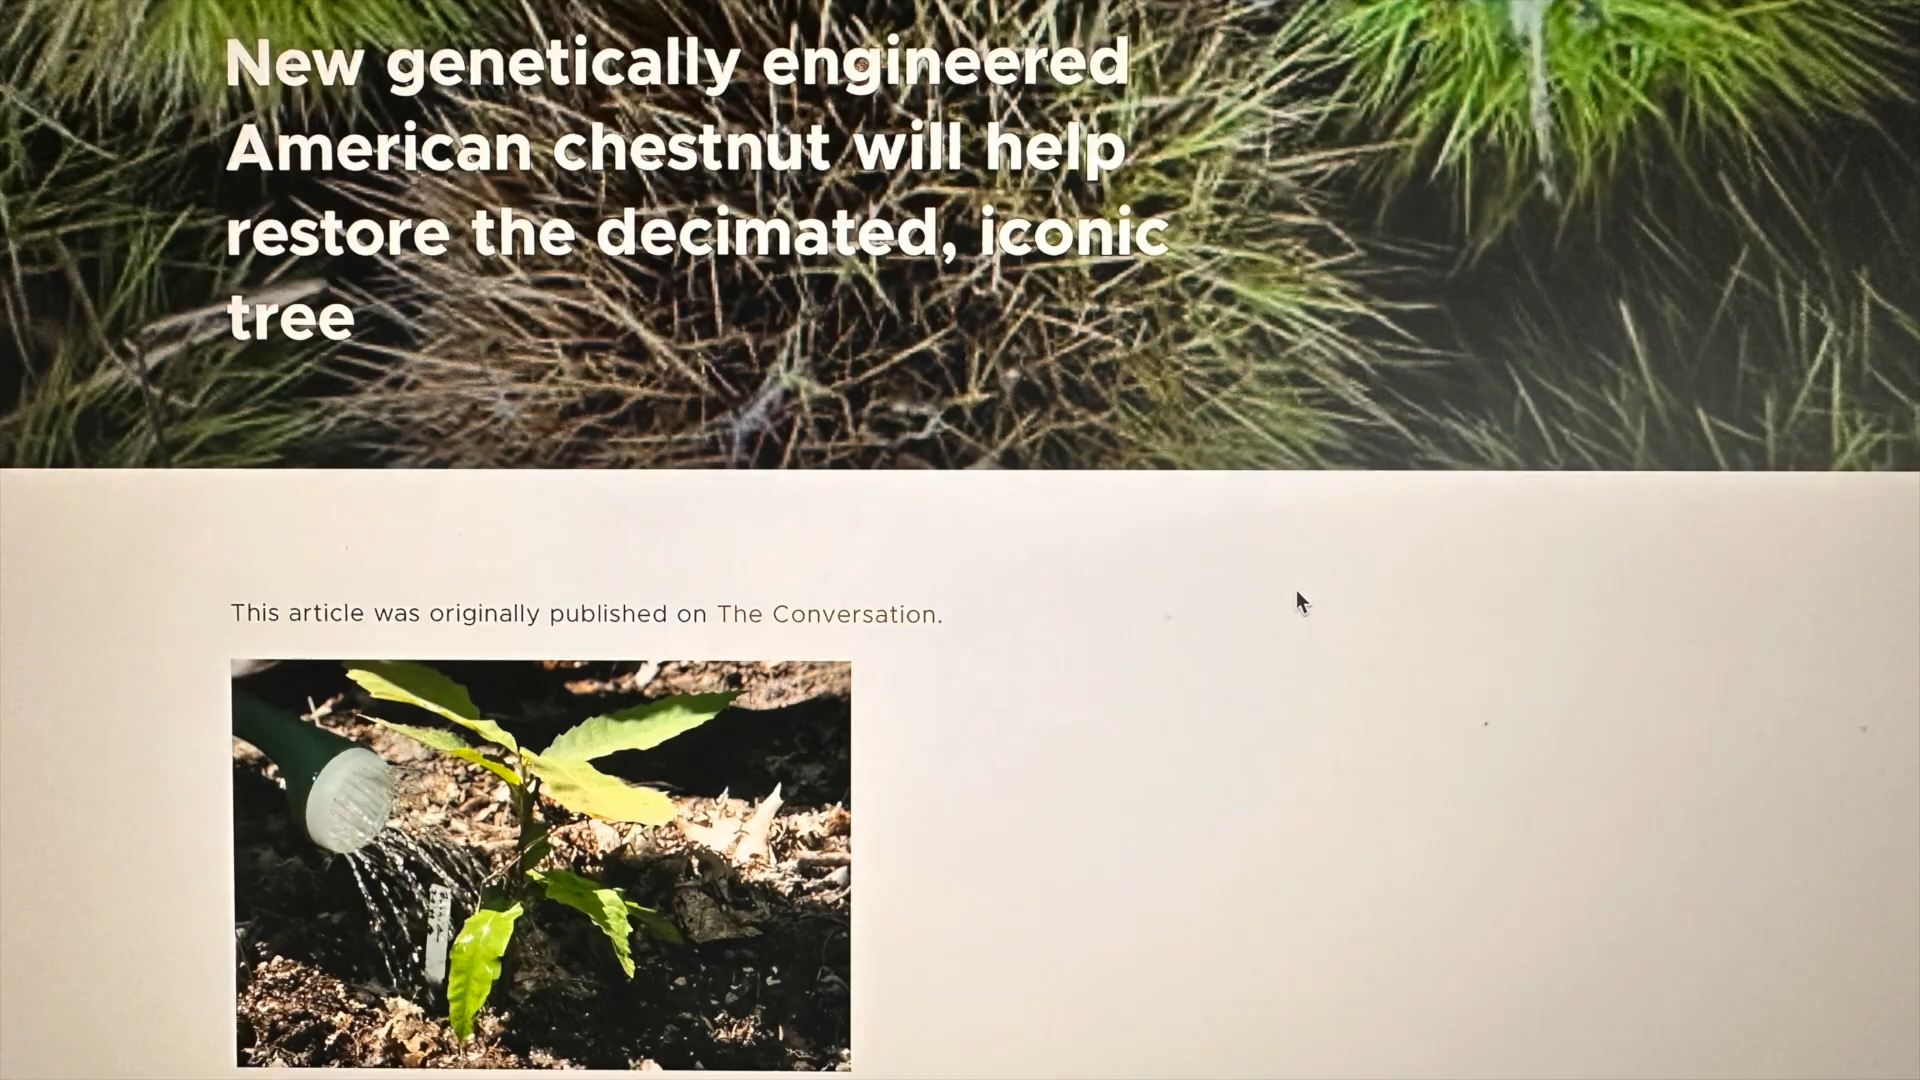 New genetically engineered
American chestnut will help
restore the decimated, iconic
tree
This article was originally published on The Conversation.